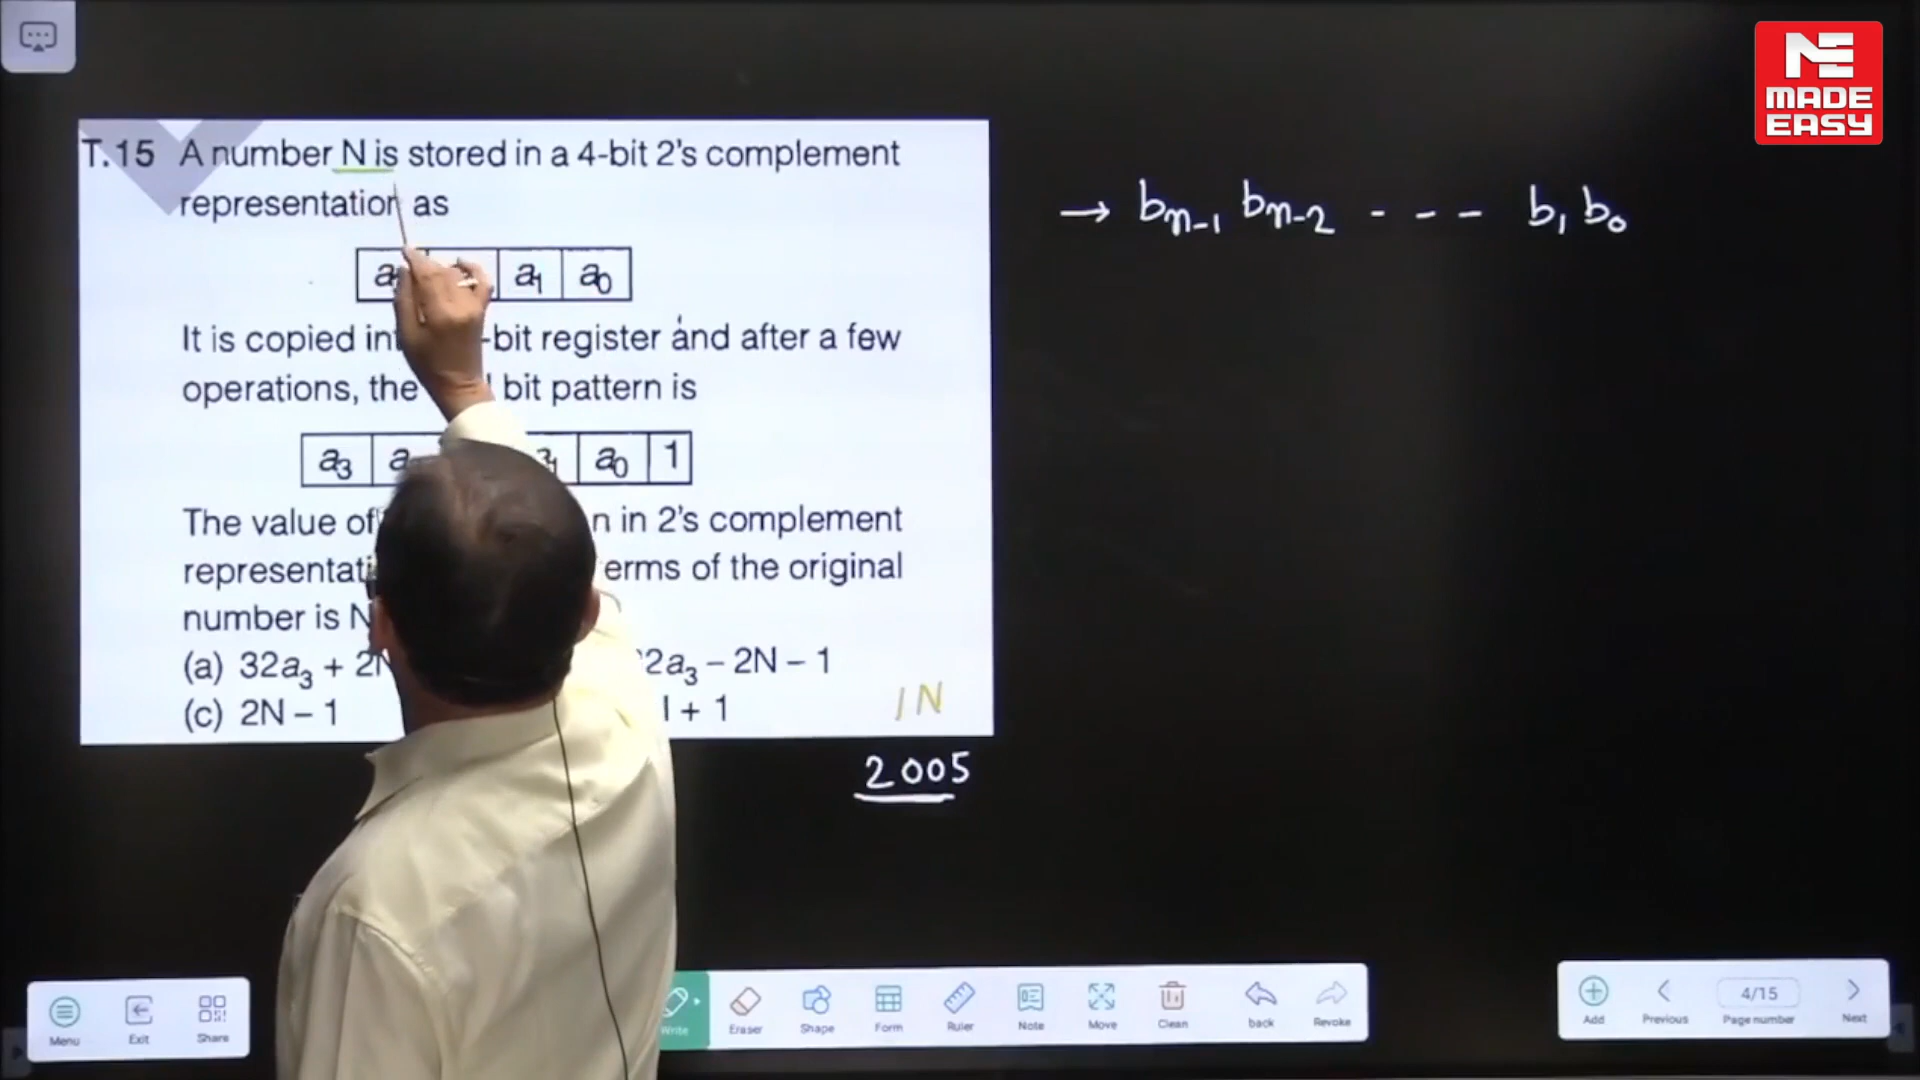 MADE
EASY
T.15 A number N is stored in a 4-bit 2's complement
representation as
a1 a0
It is copied -bit register and after a few
operations, the bit pattern is
a3 a0 1
The value of in 2's complement
terms of the original
number is N
(a) 32a3 + 2N 2a3 – 2N – 1
(c) 2N – 1 + 1
IN
2005
→ bn-1 bn-2 - - - b1 b0
Menu Exit Share
Write Eraser Shape Form Ruler Note Move Clean back Revoke
Add Previous 4/15 Page number Next